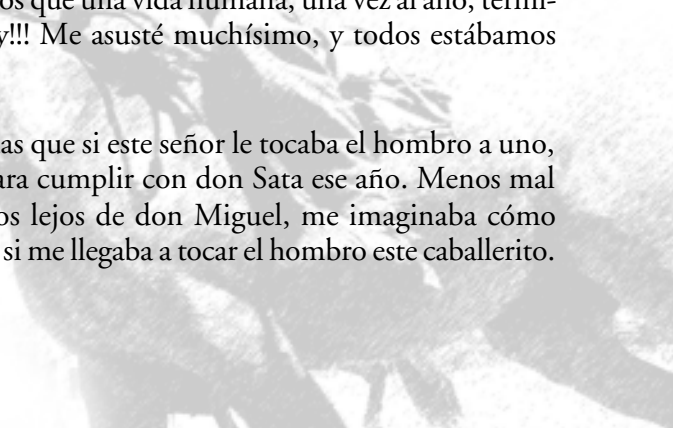 os que una vida humana, una vez al año, termi-
y!!! Me asusté muchísimo, y todos estábamos
as que si este señor le tocaba el hombro a uno,
ara cumplir con don Sata ese año. Menos mal
os lejos de don Miguel, me imaginaba cómo
si me llegaba a tocar el hombro este caballerito.